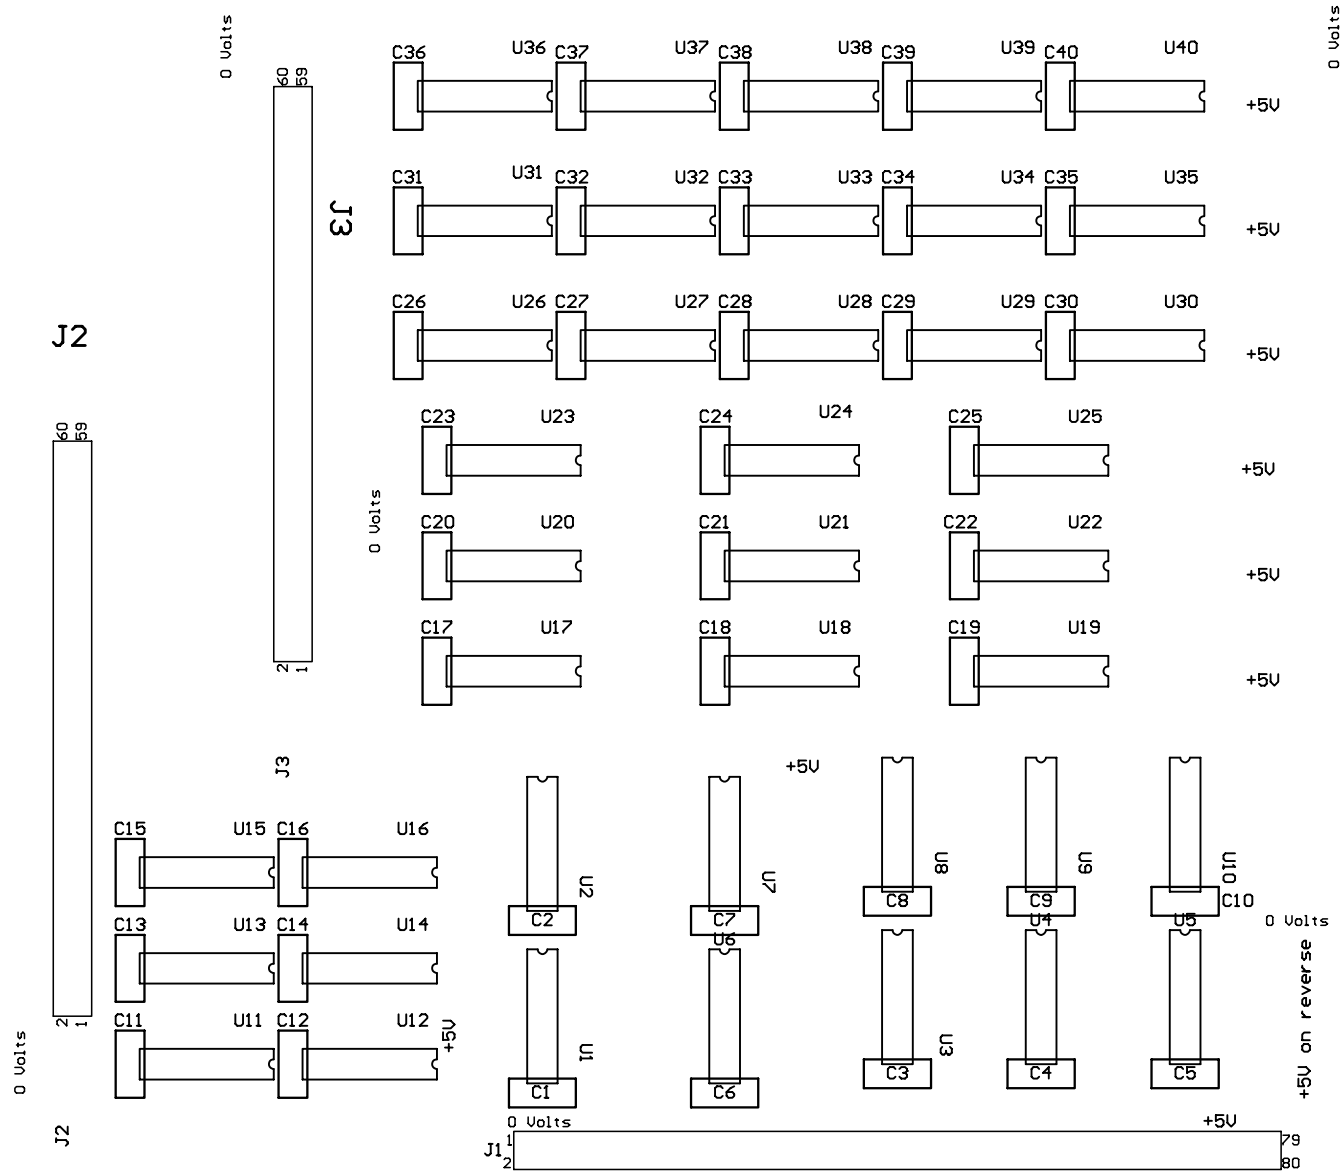 0 Volts
0 Volts
C36 U36 C37 U37 C38 U38 C39 U39 C40 U40
60
59
+5V
C31 U31 C32 U32 C33 U33 C34 U34 C35 U35
J3
+5V
C26 U26 C27 U27 C28 U28 C29 U29 C30 U30
J2
+5V
C23 U23 C24 U24 C25 U25
60
59
+5V
0 Volts
C20 U20 C21 U21 C22 U22
+5V
C17 U17 C18 U18 C19 U19
2
1
+5V
J3
+5V
C15 U15 C16 U16
U2
U7
U8
U9
U10
C8
C9
C10
C2
C7
C13 U13 C14 U14
U6
U4
U5
0 Volts
2
1
C11 U11 C12 U12
+5V
0 Volts
U1
U3
+5V on reverse
C3
C4
C5
C1
C6
J2
0 Volts
+5V
J1
1
2
79
80